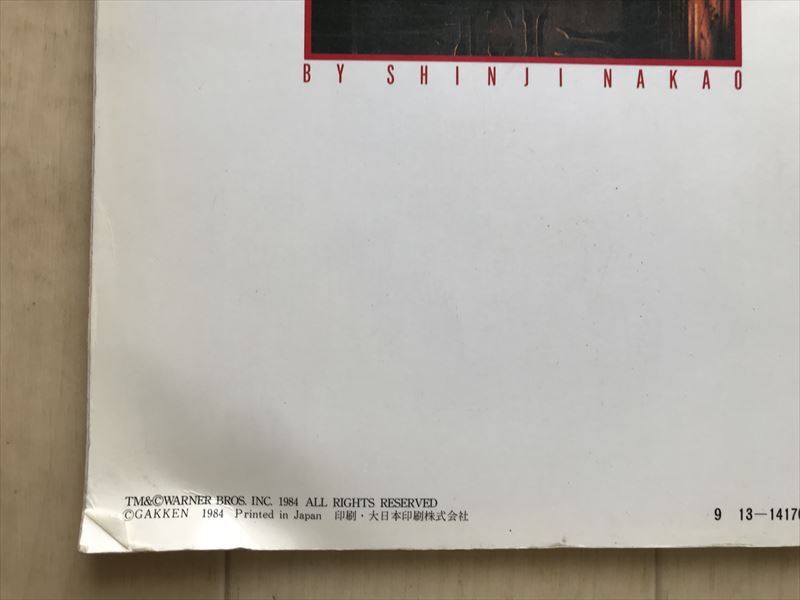 BY SHINJI NAKAO
TM&©WARNER BROS. INC. 1984 ALL RIGHTS RESERVED
©GAKKEN 1984 Printed in Japan 印刷・大日本印刷株式会社
9 13—14170